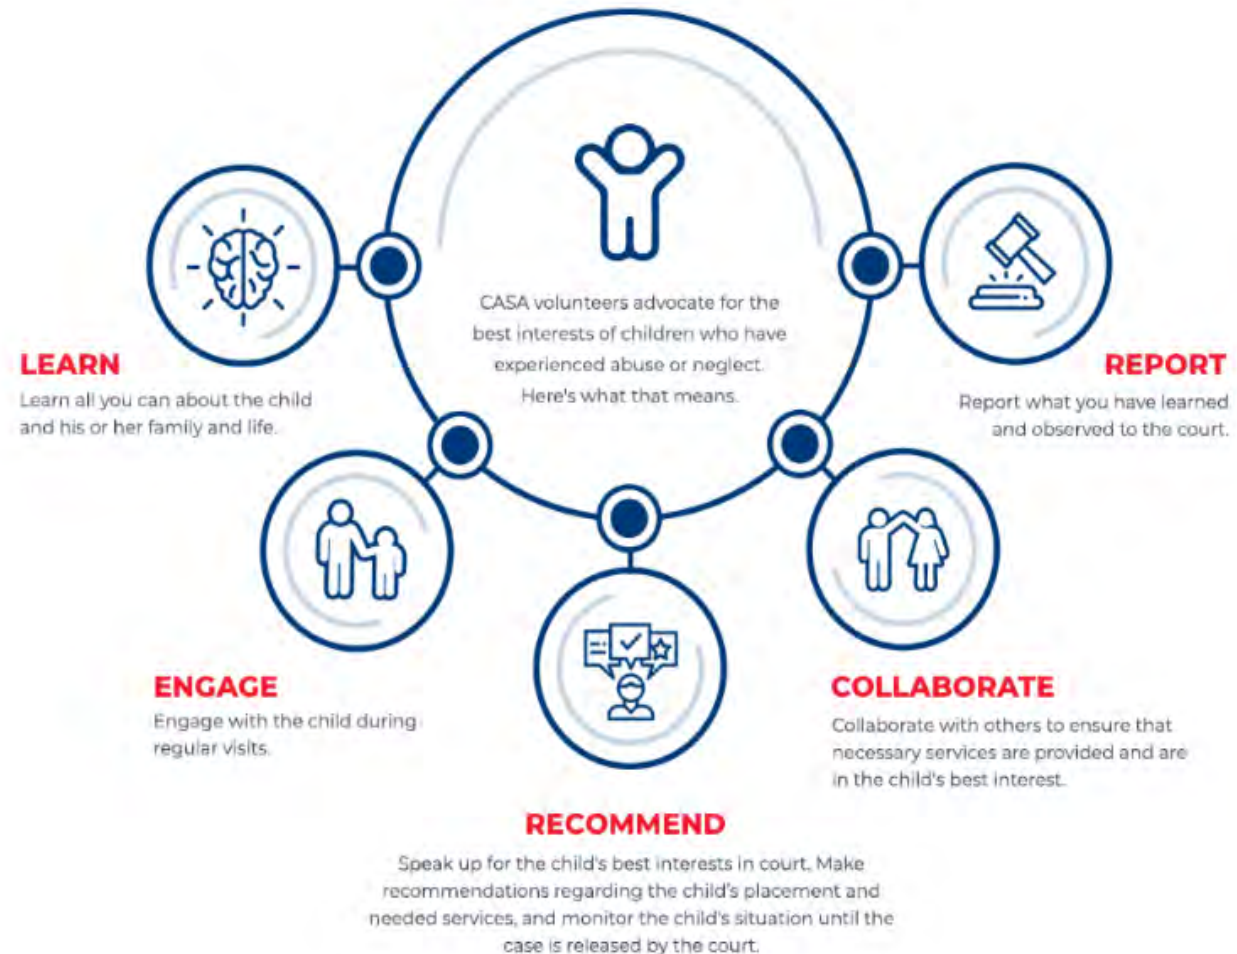 CASA volunteers advocate for the
best interests of children who have
experienced abuse or neglect.
Here's what that means.
LEARN
Learn all you can about the child
and his or her family and life.
ENGAGE
Engage with the child during
regular visits.
RECOMMEND
Speak up for the child's best interests in court. Make
recommendations regarding the child's placement and
needed services, and monitor the child's situation until the
case is released by the court.
COLLABORATE
Collaborate with others to ensure that
necessary services are provided and are
in the child's best interest.
REPORT
Report what you have learned
and observed to the court.